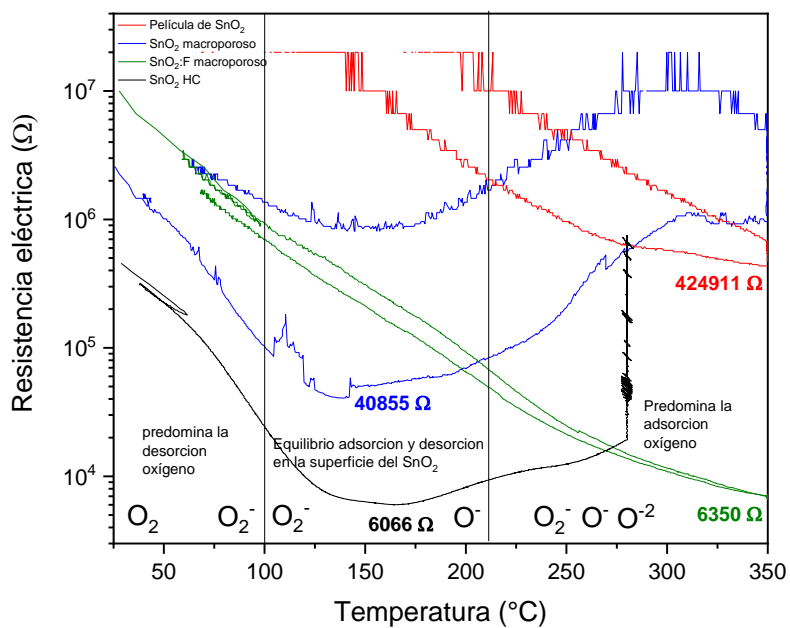 Película de SnO₂
SnO₂ macroporoso
SnO₂:F macroporoso
SnO₂ HC
Resistencia eléctrica (Ω)
10⁷
10⁶
10⁵
10⁴
424911 Ω
40855 Ω
Predomina la
adsorcion
oxígeno
predomina la
desorcion
oxígeno
Equilibrio adsorcion y desorcion
en la superficie del SnO₂
6066 Ω
6350 Ω
O₂ O₂⁻ O₂⁻ O⁻ O₂⁻ O⁻ O⁻²
50 100 150 200 250 300 350
Temperatura (°C)